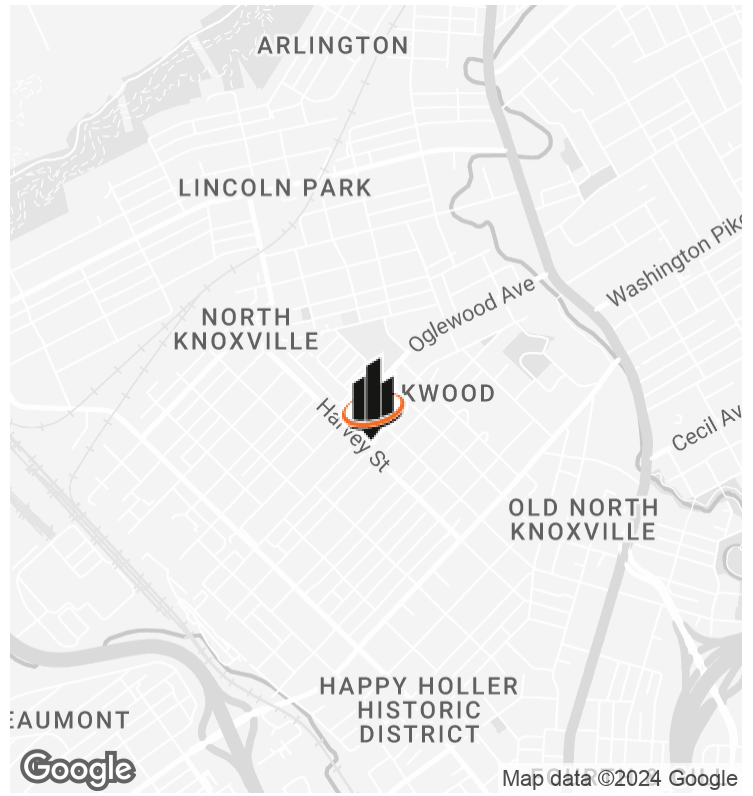 ARLINGTON
LINCOLN PARK
Washington Pike
Oglewood Ave
NORTH
KNOXVILLE
KWOOD
Harvey St
Cecil Av
OLD NORTH
KNOXVILLE
HAPPY HOLLER
HISTORIC
DISTRICT
EAUMONT
Google
Map data ©2024 Google